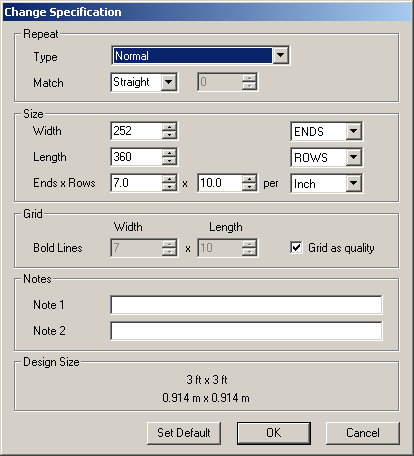 Change Specification
Repeat
Type Normal
Match Straight 0
Size
Width 252 ENDS
Length 360 ROWS
Ends x Rows 7.0 x 10.0 per Inch
Grid
Width Length
Bold Lines 7 x 10 Grid as quality
Notes
Note 1
Note 2
Design Size
3 ft x 3 ft
0.914 m x 0.914 m
Set Default OK Cancel